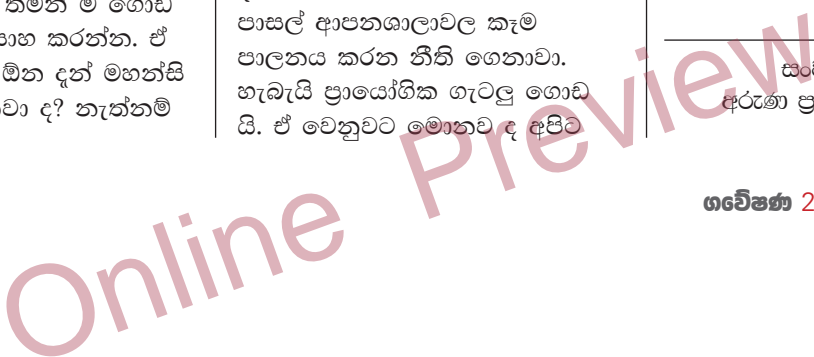 තමන් ම ගොඩ
කරන්න. ඒ
ඕන දැන් මහන්සි
ද? නැත්නම්
පාසල් ආපනශාලාවල කෑම
පාලනය කරන නීති ගෙනාවා.
හැබැයි ප්‍රායෝගික ගැටලු ගොඩ
යි. ඒ වෙනුවට මොනව ද අපිට
අරුණ
ගවේෂණ 2
Online Preview